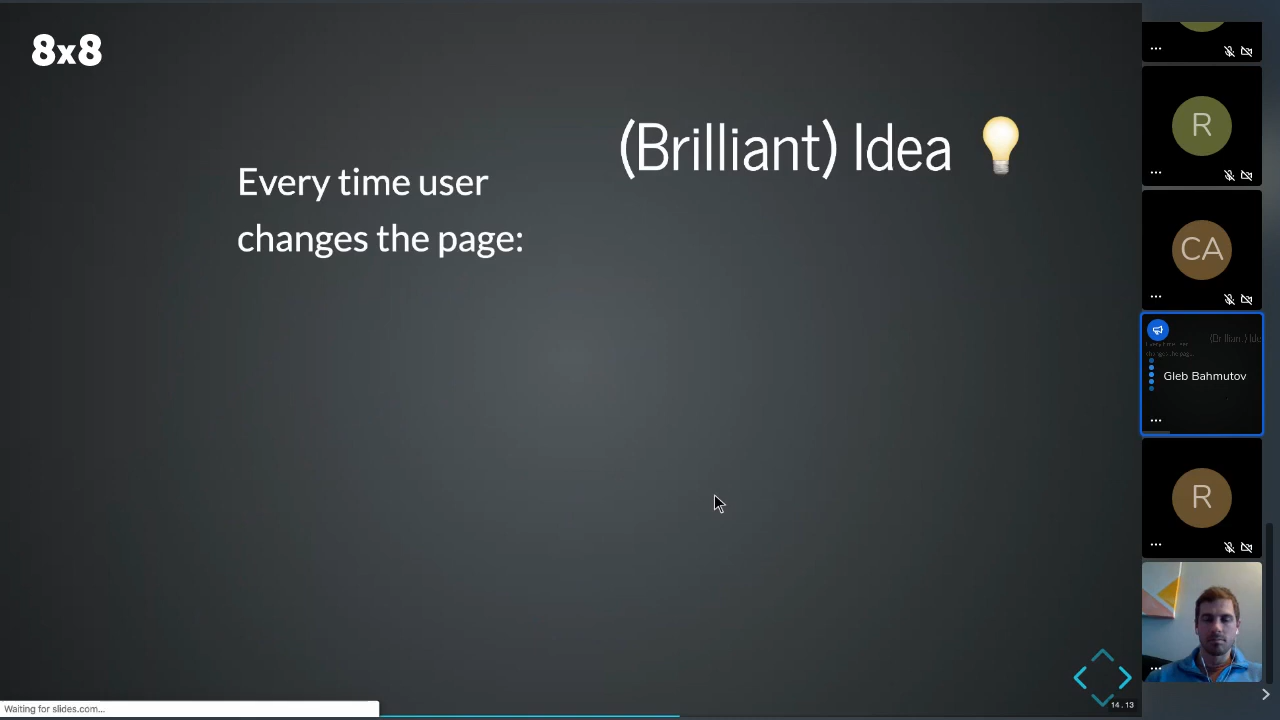 8x8
(Brilliant) Idea 💡
Every time user
changes the page:
R
CA
Gleb Bahmutov
R
14.13
Waiting for slides.com...